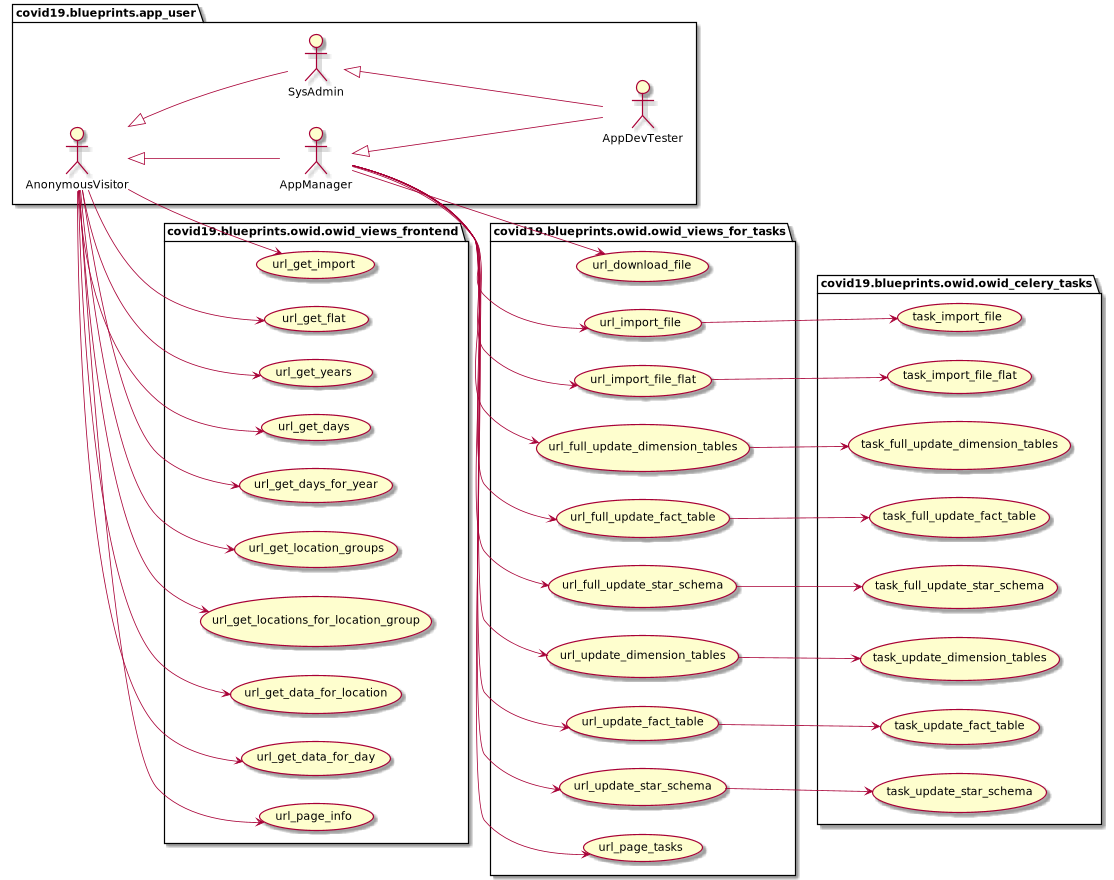 covid19.blueprints.app_user
SysAdmin
AppDevTester
AnonymousVisitor
AppManager
covid19.blueprints.owid.owid_views_frontend
url_get_import
url_get_flat
url_get_years
url_get_days
url_get_days_for_year
url_get_location_groups
url_get_locations_for_location_group
url_get_data_for_location
url_get_data_for_day
url_page_info
covid19.blueprints.owid.owid_views_for_tasks
url_download_file
url_import_file
url_import_file_flat
url_full_update_dimension_tables
url_full_update_fact_table
url_full_update_star_schema
url_update_dimension_tables
url_update_fact_table
url_update_star_schema
url_page_tasks
covid19.blueprints.owid.owid_celery_tasks
task_import_file
task_import_file_flat
task_full_update_dimension_tables
task_full_update_fact_table
task_full_update_star_schema
task_update_dimension_tables
task_update_fact_table
task_update_star_schema